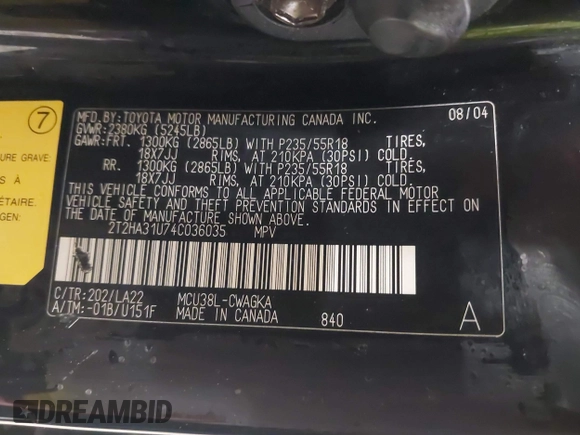 7
URE GRAVE:
S À
ÉTAIRE.
GEN:
MFD.BY:TOYOTA MOTOR MANUFACTURING CANADA INC. 08/04
GVWR:2380KG (5245LB)
GAWR:FRT. 1300KG (2865LB) WITH P235/55R18 TIRES,
18X7JJ RIMS, AT 210KPA (30PSI) COLD.
RR. 1300KG (2865LB) WITH P235/55R18 TIRES,
18X7JJ RIMS, AT 210KPA (30PSI) COLD.
THIS VEHICLE CONFORMS TO ALL APPLICABLE FEDERAL MOTOR
VEHICLE SAFETY AND THEFT PREVENTION STANDARDS IN EFFECT ON
THE DATE OF MANUFACTURE SHOWN ABOVE.
2T2HA31U74C036035 MPV
C/TR:202/LA22 MCU38L-CWAGKA
A/TM:-01B/U151F MADE IN CANADA 840 A
DREAMBID